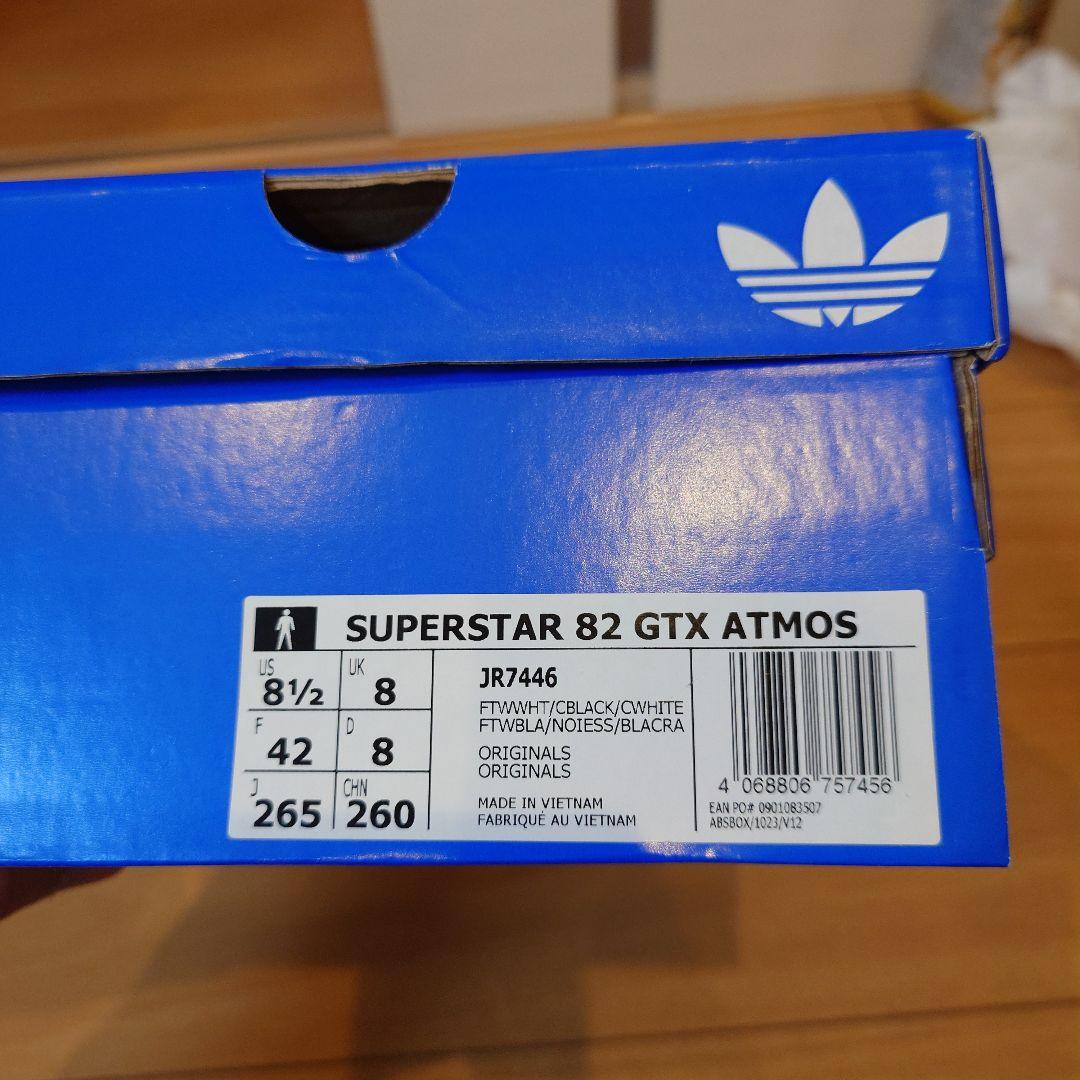 SUPERSTAR 82 GTX ATMOS
US 8½ UK 8
F 42 D 8
J 265 CHN 260
JR7446
FTWWHT/CBLACK/CWHITE
FTWBLA/NOIESS/BLACRA
ORIGINALS
ORIGINALS
MADE IN VIETNAM
FABRIQUÉ AU VIETNAM
4 068806 757456
EAN PO# 0901083507
ABSBOX/1023/V12